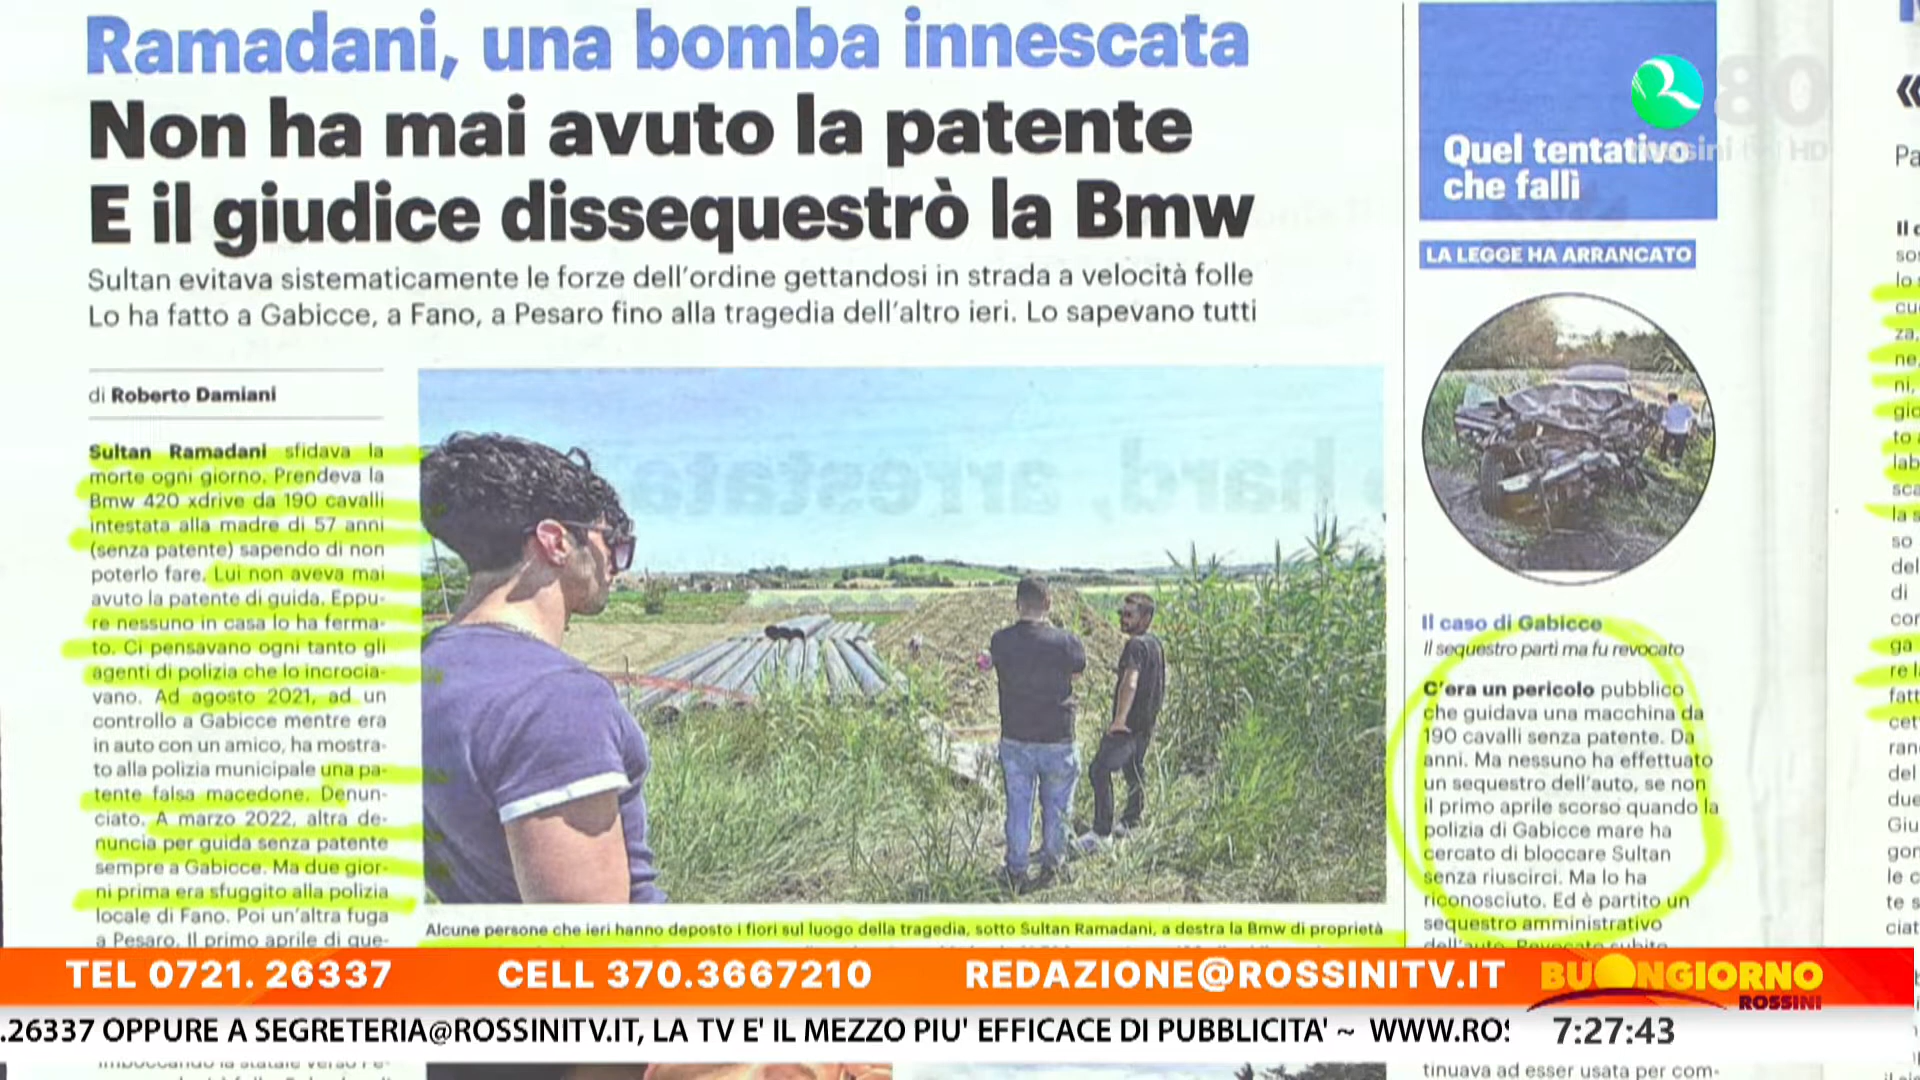 Ramadani, una bomba innescata
Non ha mai avuto la patente
E il giudice dissequestrò la Bmw
Sultan evitava sistematicamente le forze dell'ordine gettandosi in strada a velocità folle
Lo ha fatto a Gabicce, a Fano, a Pesaro fino alla tragedia dell'altro ieri. Lo sapevano tutti
di Roberto Damiani
Sultan Ramadani sfidava la
morte ogni giorno. Prendeva la
Bmw 420 xdrive da 190 cavalli
intestata alla madre di 57 anni
(senza patente) sapendo di non
poterlo fare. Lui non aveva mai
avuto la patente di guida. Eppu-
re nessuno in casa lo ha ferma-
to. Ci pensavano ogni tanto gli
agenti di polizia che lo incrocia-
vano. Ad agosto 2021, ad un
controllo a Gabicce mentre era
in auto con un amico, ha mostra-
to alla polizia municipale una pa-
tente falsa macedone. Denun-
ciato. A marzo 2022, altra de-
nuncia per guida senza patente
sempre a Gabicce. Ma due gior-
ni prima era sfuggito alla polizia
locale di Fano. Poi un'altra fuga
a Pesaro. Il primo aprile di que-
Alcune persone che ieri hanno deposto i fiori sul luogo della tragedia, sotto Sultan Ramadani, a destra la Bmw di proprietà
Quel tentativo
che fallì
80
rossini tv HD
LA LEGGE HA ARRANCATO
Il caso di Gabicce
Il sequestro partì ma fu revocato
C'era un pericolo pubblico
che guidava una macchina da
190 cavalli senza patente. Da
anni. Ma nessuno ha effettuato
un sequestro dell'auto, se non
il primo aprile scorso quando la
polizia di Gabicce mare ha
cercato di bloccare Sultan
senza riuscirci. Ma lo ha
riconosciuto. Ed è partito un
sequestro amministrativo
dell'auto. Revocato subito
TEL 0721.26337 CELL 370.3667210 REDAZIONE@ROSSINITV.IT
BUONGIORNO
ROSSINI
.26337 OPPURE A SEGRETERIA@ROSSINITV.IT, LA TV E' IL MEZZO PIU' EFFICACE DI PUBBLICITA' ~ WWW.ROS
7:27:43
tinuava ad esser usata per com-